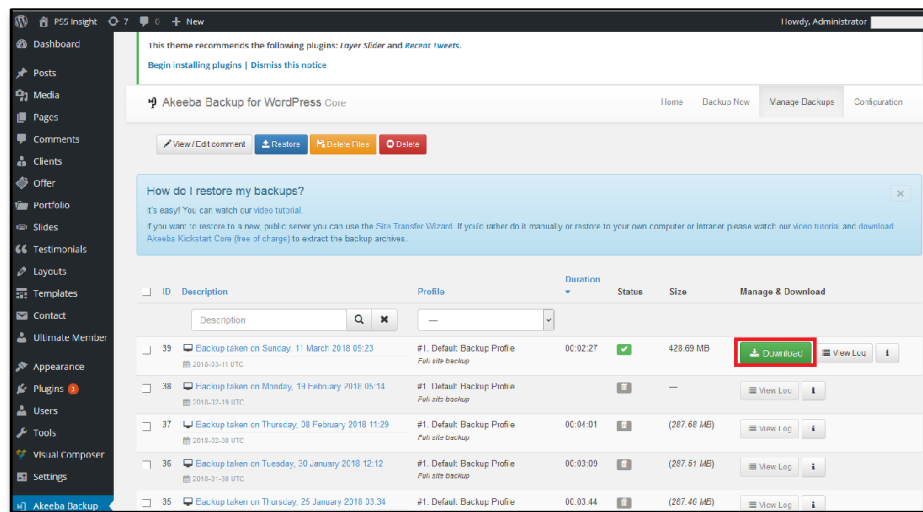 PSS Insight 7 0 + New Howdy, Administrator
Dashboard
Posts
Media
Pages
Comments
Clients
Offer
Portfolio
Slides
Testimonials
Layouts
Templates
Contact
Ultimate Member
Appearance
Plugins
Users
Tools
Visual Composer
Settings
Akeeba Backup
This theme recommends the following plugins: Layer Slider and Recent Tweets.
Begin installing plugins | Dismiss this notice
Akeeba Backup for WordPress Core
Home Backup Now Manage Backups Configuration
View / Edit comment Restore Delete Files Delete
How do I restore my backups?
It's easy! You can watch our video tutorial.
If you want to restore to a new, public server you can use the Site Transfer Wizard. If you'd rather do it manually or restore to your own computer or intranet please watch our video tutorial and download
Akeeba Kickstart Core (free of charge) to extract the backup archives.
ID Description Profile Duration Status Size Manage & Download
Description —
39 Backup taken on Sunday, 11 March 2018 09:23 #1. Default Backup Profile 00:02:27 428.69 MB Download View Log i
2018-03-11 UTC Full site backup
38 Backup taken on Monday, 19 February 2018 05:14 #1. Default Backup Profile — View Log i
2018-02-19 UTC Full site backup
37 Backup taken on Thursday, 08 February 2018 11:29 #1. Default Backup Profile 00:04:01 (287.68 MB) View Log i
2018-02-08 UTC Full site backup
36 Backup taken on Tuesday, 30 January 2018 12:12 #1. Default Backup Profile 00:03:09 (287.51 MB) View Log i
2018-01-30 UTC Full site backup
35 Backup taken on Thursday, 25 January 2018 03:34 #1. Default Backup Profile 00:03:44 (287.46 MB) View Log i